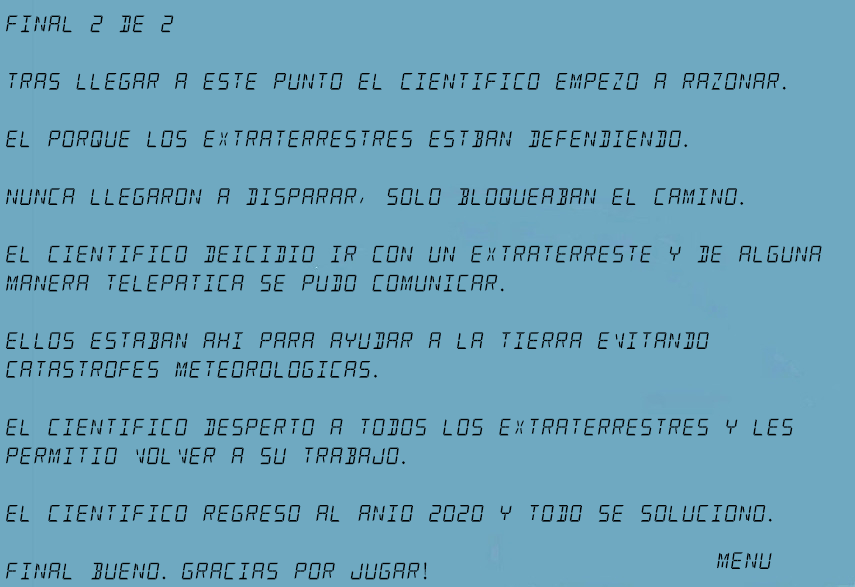 FINAL 2 DE 2
TRAS LLEGAR A ESTE PUNTO EL CIENTIFICO EMPEZO A RAZONAR.
EL PORQUE LOS EXTRATERRESTRES ESTBAN DEFENDIENDO.
NUNCA LLEGARON A DISPARAR, SOLO BLOQUEABAN EL CAMINO.
EL CIENTIFICO DEICIDIO IR CON UN EXTRATERRESTE Y DE ALGUNA
MANERA TELEPATICA SE PUDO COMUNICAR.
ELLOS ESTABAN AHI PARA AYUDAR A LA TIERRA EVITANDO
CATASTROFES METEOROLOGICAS.
EL CIENTIFICO DESPERTO A TODOS LOS EXTRATERRESTRES Y LES
PERMITIO VOLVER A SU TRABAJO.
EL CIENTIFICO REGRESO AL ANIO 2020 Y TODO SE SOLUCIONO.
FINAL BUENO. GRACIAS POR JUGAR!
MENU